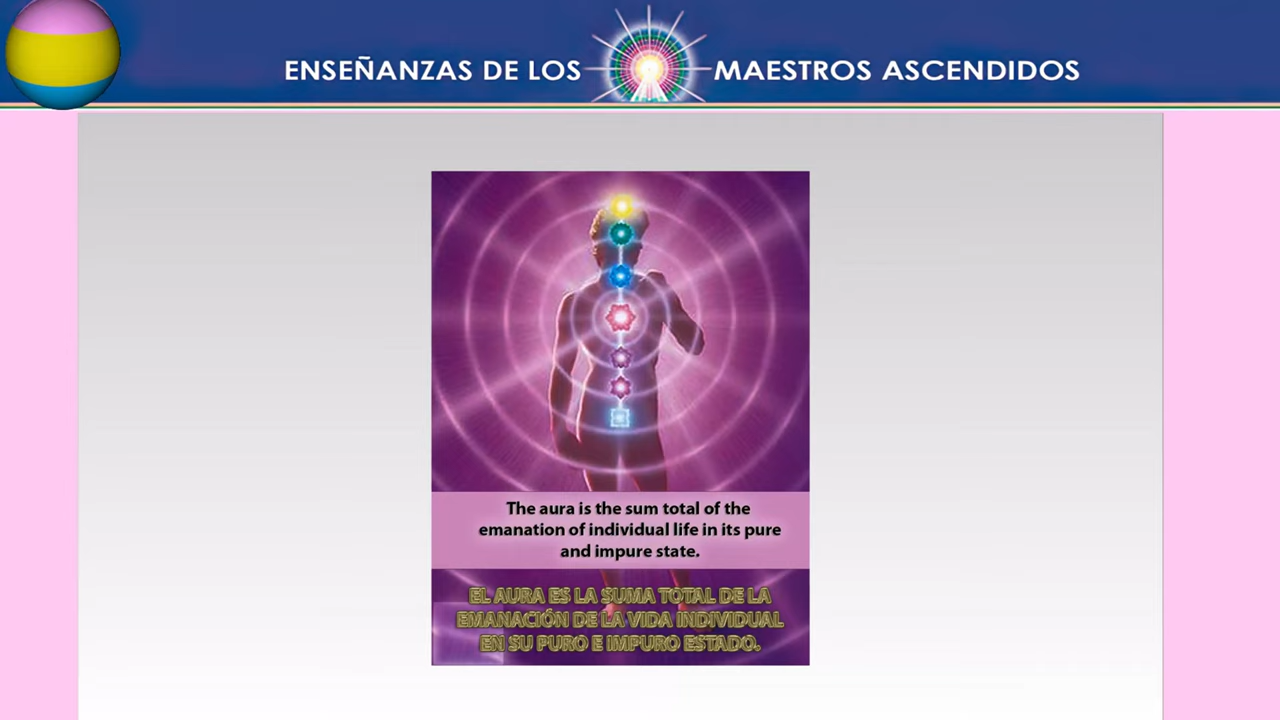 ENSEÑANZAS DE LOS MAESTROS ASCENDIDOS
The aura is the sum total of the
emanation of individual life in its pure
and impure state.
EL AURA ES LA SUMA TOTAL DE LA
EMANACIÓN DE LA VIDA INDIVIDUAL
EN SU PURO E IMPURO ESTADO.